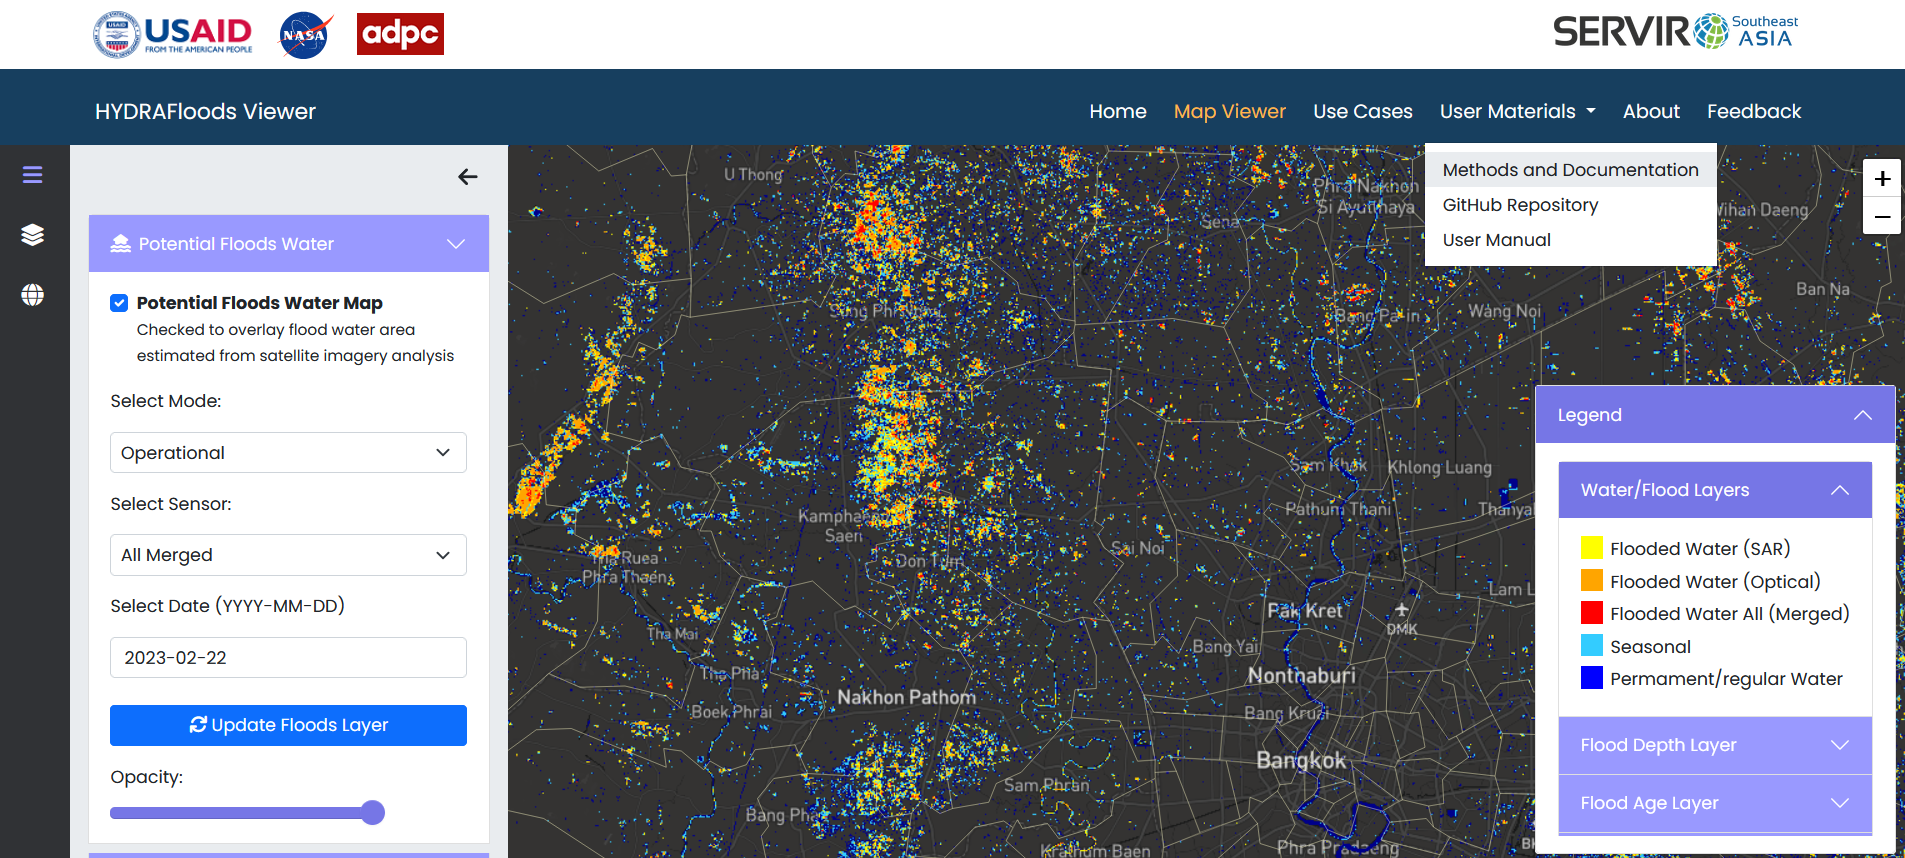 USAID
FROM THE AMERICAN PEOPLE
NASA
adpc
SERVIR Southeast
ASIA
HYDRAFloods Viewer
Home Map Viewer Use Cases User Materials About Feedback
Methods and Documentation
GitHub Repository
User Manual
Potential Floods Water
Potential Floods Water Map
Checked to overlay flood water area
estimated from satellite imagery analysis
Select Mode:
Operational
Select Sensor:
All Merged
Select Date (YYYY-MM-DD)
2023-02-22
Update Floods Layer
Opacity:
U Thong
Phra Nakhon
Si Ayutthaya
Sena
Wihan Daeng
Ban Na
Song Phi Nong
Bang Pa-in
Wang Noi
Sam Khok
Khlong Luang
Kamphaeng
Saen
Pathum Thani
Thanya
Sai Noi
Don Tum
Tha Ruea
Phra Thaen
Lam L
Pak Kret
DMK
Tha Mai
Bang Yai
Tha Pha
Nonthaburi
Nakhon Pathom
Boek Phrai
Bang Kruai
Bangkok
Sam Phran
Bang Pha
Krathum Baen
Phra Pradaeng
+
−
Legend
Water/Flood Layers
Flooded Water (SAR)
Flooded Water (Optical)
Flooded Water All (Merged)
Seasonal
Permament/regular Water
Flood Depth Layer
Flood Age Layer